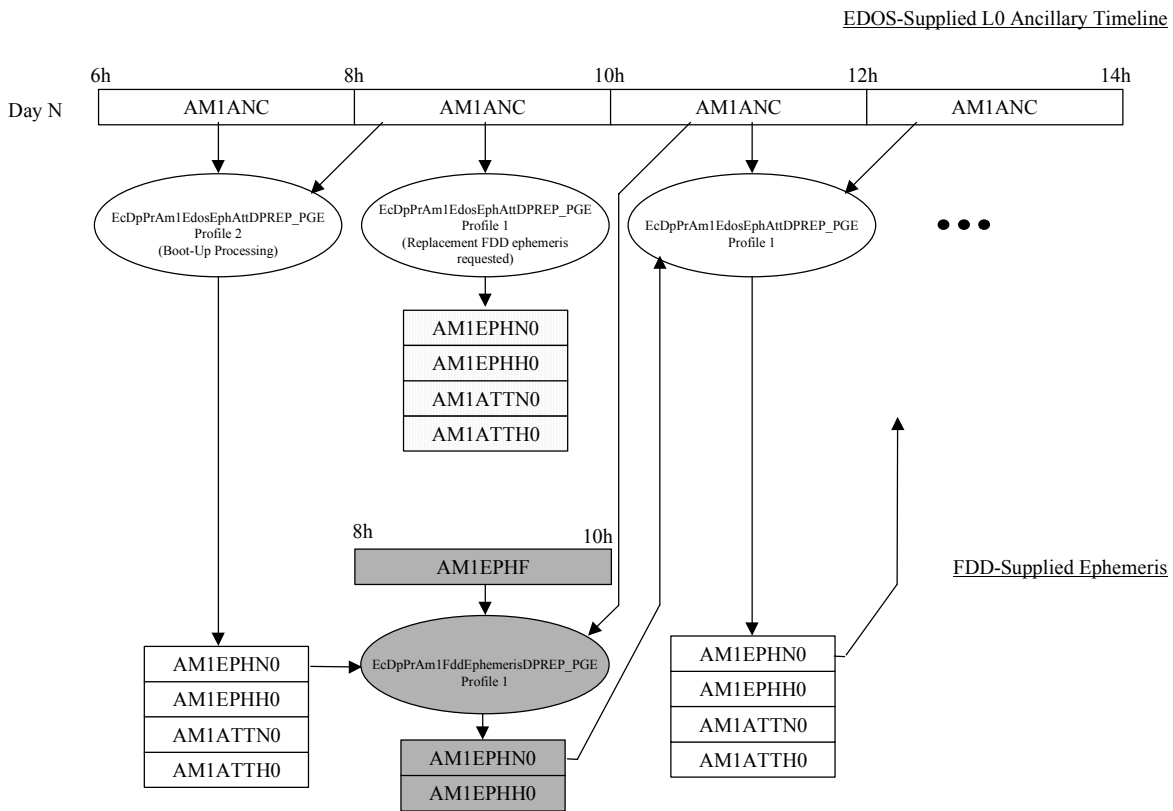 EDOS-Supplied L0 Ancillary Timeline
6h 8h 10h 12h 14h
Day N AM1ANC AM1ANC AM1ANC AM1ANC
EcDpPrAm1EdosEphAttDPREP_PGE
Profile 2
(Boot-Up Processing)
EcDpPrAm1EdosEphAttDPREP_PGE
Profile 1
(Replacement FDD ephemeris
requested)
EcDpPrAm1EdosEphAttDPREP_PGE
Profile 1
AM1EPHN0
AM1EPHH0
AM1ATTN0
AM1ATTH0
8h 10h
AM1EPHF
FDD-Supplied Ephemeris
EcDpPrAm1FddEphemerisDPREP_PGE
Profile 1
AM1EPHN0
AM1EPHH0
AM1ATTN0
AM1ATTH0
AM1EPHN0
AM1EPHH0
AM1EPHN0
AM1EPHH0
AM1ATTN0
AM1ATTH0